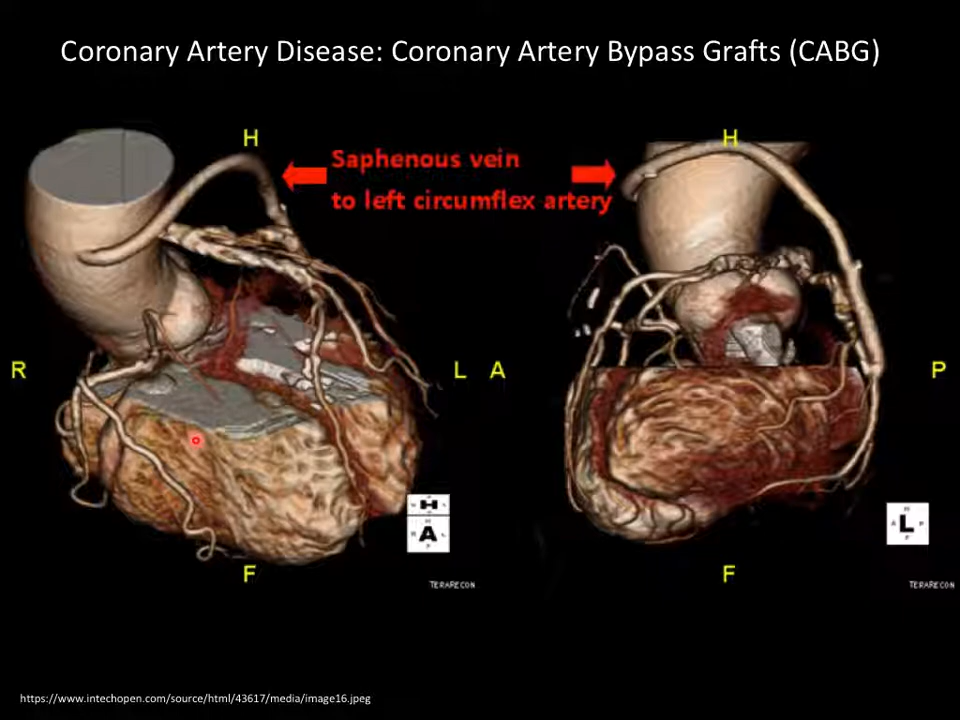 Coronary Artery Disease: Coronary Artery Bypass Grafts (CABG)
H
H
Saphenous vein
to left circumflex artery
R
L
A
P
H
A
L
F
F
TERARECON
TERARECON
https://www.intechopen.com/source/html/43617/media/image16.jpeg